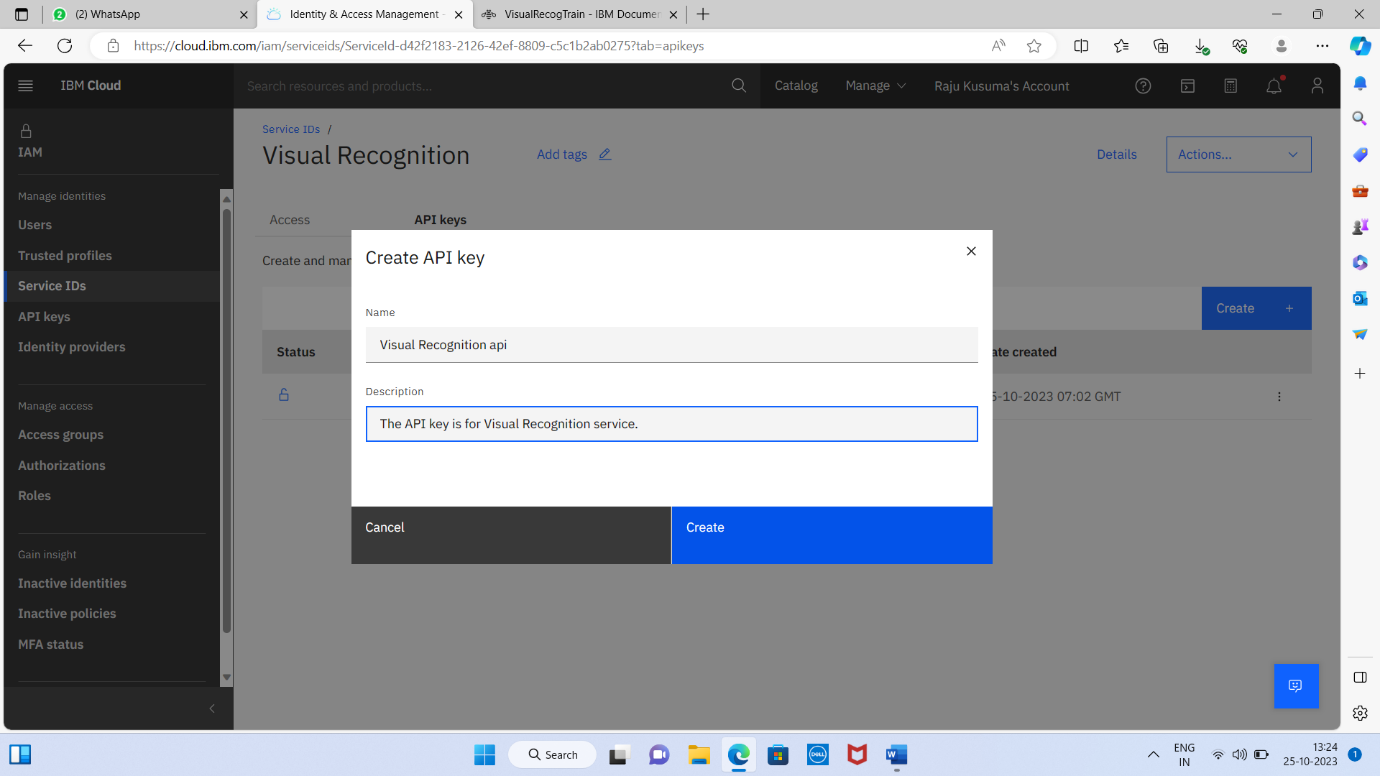 (2) WhatsApp
Identity & Access Management -
VisualRecogTrain - IBM Documen
https://cloud.ibm.com/iam/serviceids/ServiceId-d42f2183-2126-42ef-8809-c5c1b2ab0275?tab=apikeys
IBM Cloud
Search resources and products...
Catalog
Manage
Raju Kusuma's Account
IAM
Manage identities
Users
Trusted profiles
Service IDs
API keys
Identity providers
Manage access
Access groups
Authorizations
Roles
Gain insight
Inactive identities
Inactive policies
MFA status
Service IDs /
Visual Recognition
Add tags
Details
Actions...
Access
API keys
Create and mar
Create +
Status
ate created
5-10-2023 07:02 GMT
Create API key
Name
Visual Recognition api
Description
The API key is for Visual Recognition service.
Cancel
Create
Search
DELL
ENG
IN
13:24
25-10-2023
1